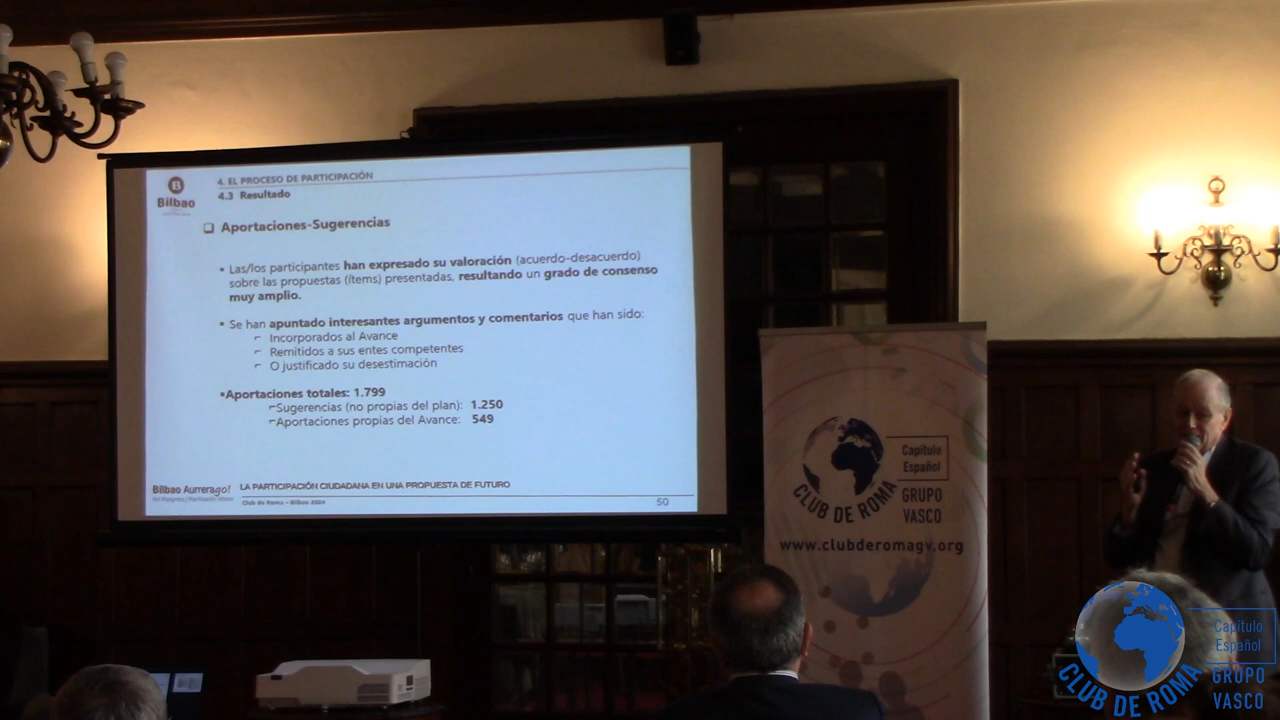 B
Bilbao
4. EL PROCESO DE PARTICIPACIÓN
4.3 Resultado
❑ Aportaciones-Sugerencias
▪ Las/los participantes han expresado su valoración (acuerdo-desacuerdo)
sobre las propuestas (ítems) presentadas, resultando un grado de consenso
muy amplio.
▪ Se han apuntado interesantes argumentos y comentarios que han sido:
Incorporados al Avance
Remitidos a sus entes competentes
O justificado su desestimación
▪Aportaciones totales: 1.799
Sugerencias (no propias del plan): 1.250
Aportaciones propias del Avance: 549
Bilbao Aurrerago!
LA PARTICIPACIÓN CIUDADANA EN UNA PROPUESTA DE FUTURO
Club de Roma – Bilbao 2024
50
Capítulo
Español
CLUB DE ROMA
GRUPO
VASCO
www.clubderomagv.org
Capítulo
Español
CLUB DE ROMA
GRUPO
VASCO